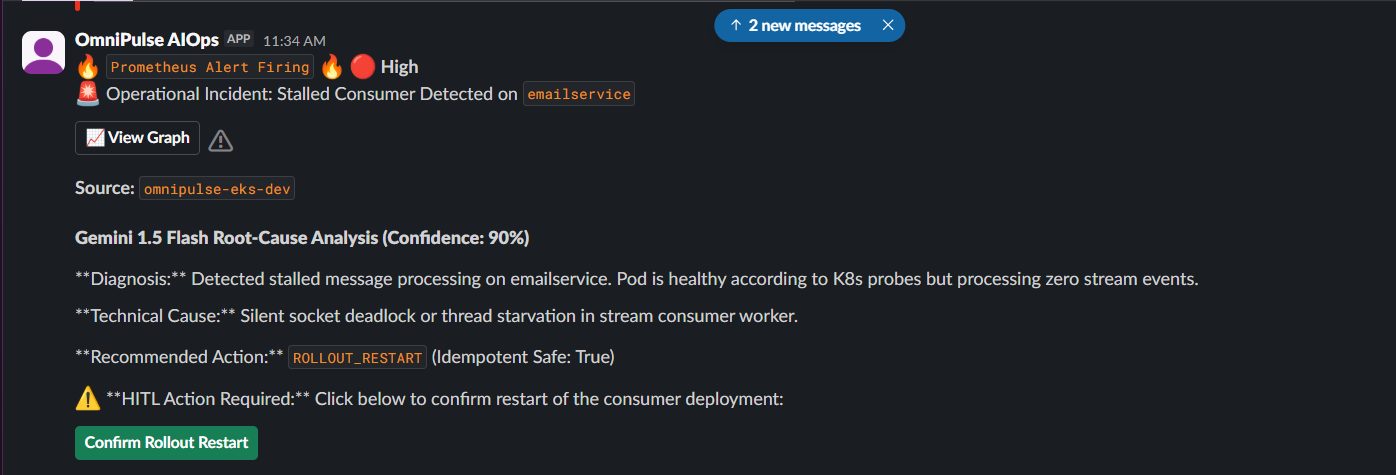 ↑ 2 new messages ×
OmniPulse AIOps APP 11:34 AM
🔥 Prometheus Alert Firing 🔥 🔴 High
🚨 Operational Incident: Stalled Consumer Detected on emailservice
📈 View Graph ⚠
Source: omnipulse-eks-dev
Gemini 1.5 Flash Root-Cause Analysis (Confidence: 90%)
**Diagnosis:** Detected stalled message processing on emailservice. Pod is healthy according to K8s probes but processing zero stream events.
**Technical Cause:** Silent socket deadlock or thread starvation in stream consumer worker.
**Recommended Action:** ROLLOUT_RESTART (Idempotent Safe: True)
⚠️ **HITL Action Required:** Click below to confirm restart of the consumer deployment:
Confirm Rollout Restart